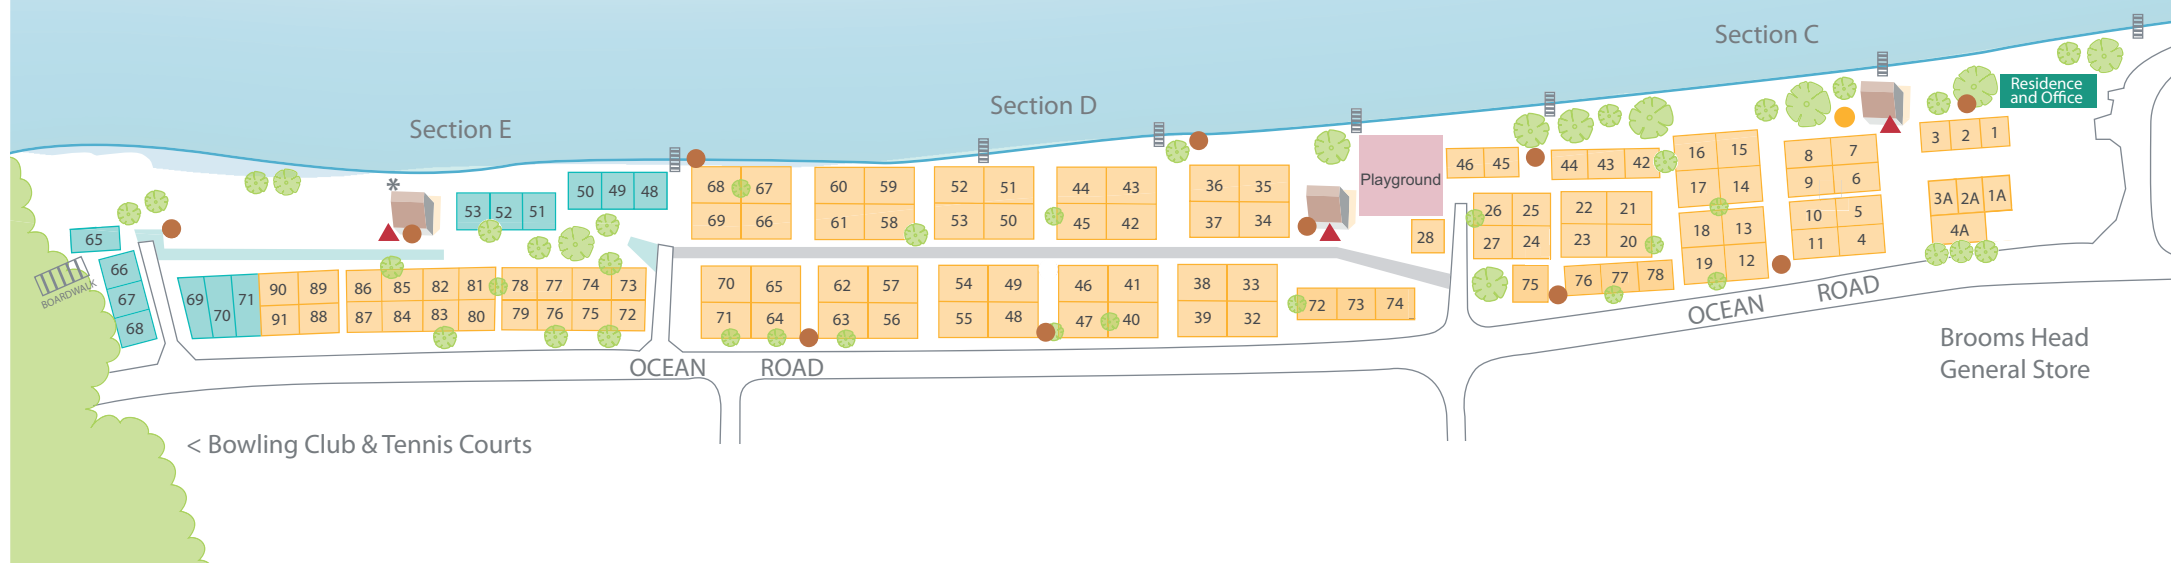 Section C
Section D
Section E
*
Residence
and Office
Playground
3 2 1
3A 2A 1A
4A
8 7
9 6
10 5
11 4
16 15
17 14
18 13
19 12
46 45
44 43 42
26 25
27 24
22 21
23 20
28
75
76 77 78
72 73 74
36 35
37 34
38 33
39 32
44 43
45 42
46 41
47 40
52 51
53 50
54 49
55 48
60 59
61 58
62 57
63 56
68 67
69 66
70 65
71 64
50 49 48
53 52 51
65
66
67
68
BOARDWALK
69 70 71
90 89
91 88
86 85 82 81
87 84 83 80
78 77 74 73
79 76 75 72
OCEAN ROAD
OCEAN ROAD
Brooms Head
General Store
< Bowling Club & Tennis Courts